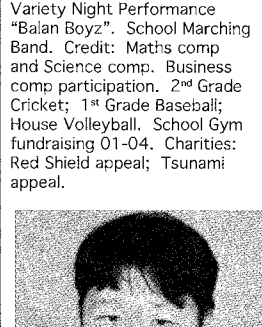 Variety Night Performance
“Balan Boyz”.  School Marching
Band.  Credit:  Maths comp
and Science comp.  Business
comp participation.  2nd Grade
Cricket;  1st Grade Baseball;
House Volleyball.  School Gym
fundraising 01-04.  Charities:
Red Shield appeal;  Tsunami
appeal.